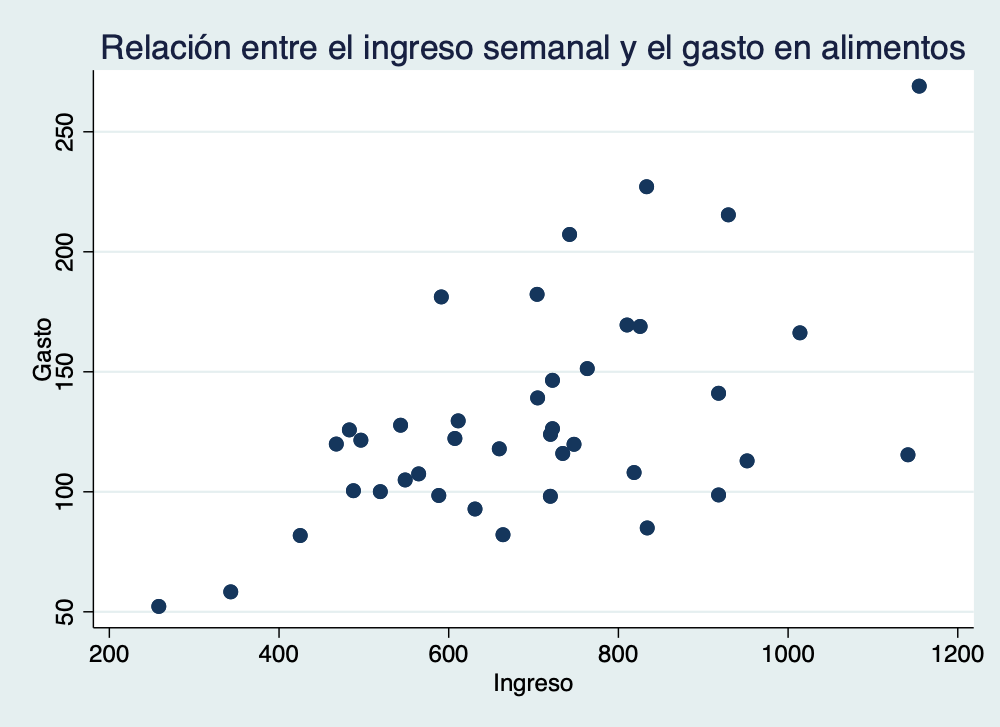 Relación entre el ingreso semanal y el gasto en alimentos
Gasto
250
200
150
100
50
200 400 600 800 1000 1200
Ingreso